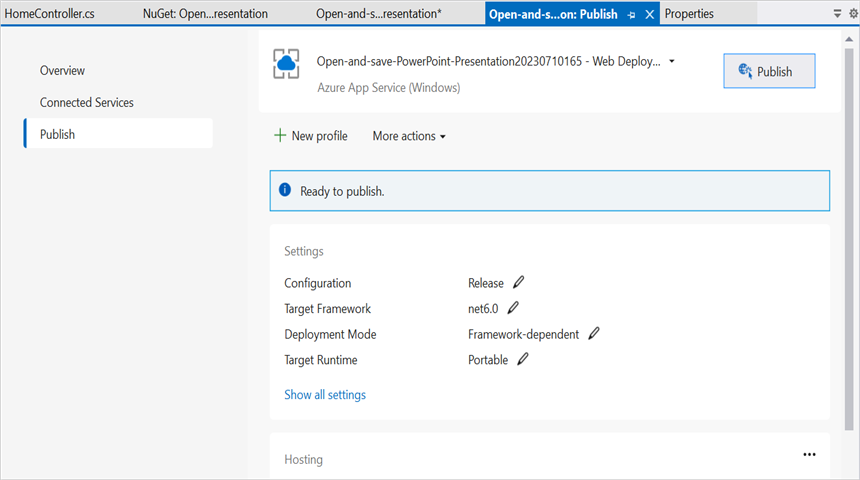 HomeController.cs NuGet: Open...resentation Open-and-s...resentation* Open-and-s...on: Publish Properties
Overview
Connected Services
Publish
Open-and-save-PowerPoint-Presentation20230710165 - Web Deploy...
Azure App Service (Windows)
Publish
New profile More actions
Ready to publish.
Settings
Configuration Release
Target Framework net6.0
Deployment Mode Framework-dependent
Target Runtime Portable
Show all settings
Hosting